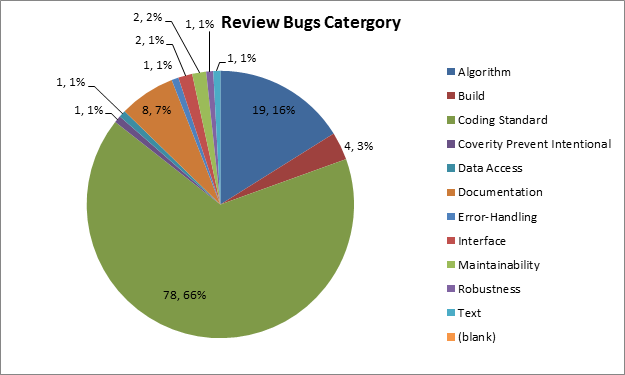 Review Bugs Catergory
2, 2%
1, 1%
2, 1%
1, 1%
1, 1%
1, 1%
1, 1%
8, 7%
19, 16%
4, 3%
78, 66%
Algorithm
Build
Coding Standard
Coverity Prevent Intentional
Data Access
Documentation
Error-Handling
Interface
Maintainability
Robustness
Text
(blank)